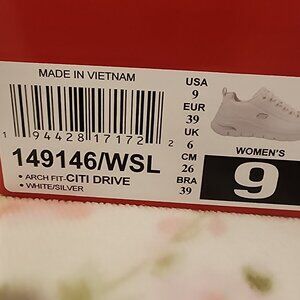 MADE IN VIETNAM
1 94428 17172 2
149146/WSL
• ARCH FIT-CITI DRIVE
• WHITE/SILVER
USA
9
EUR
39
UK
6
CM
26
BRA
39
WOMEN'S
9